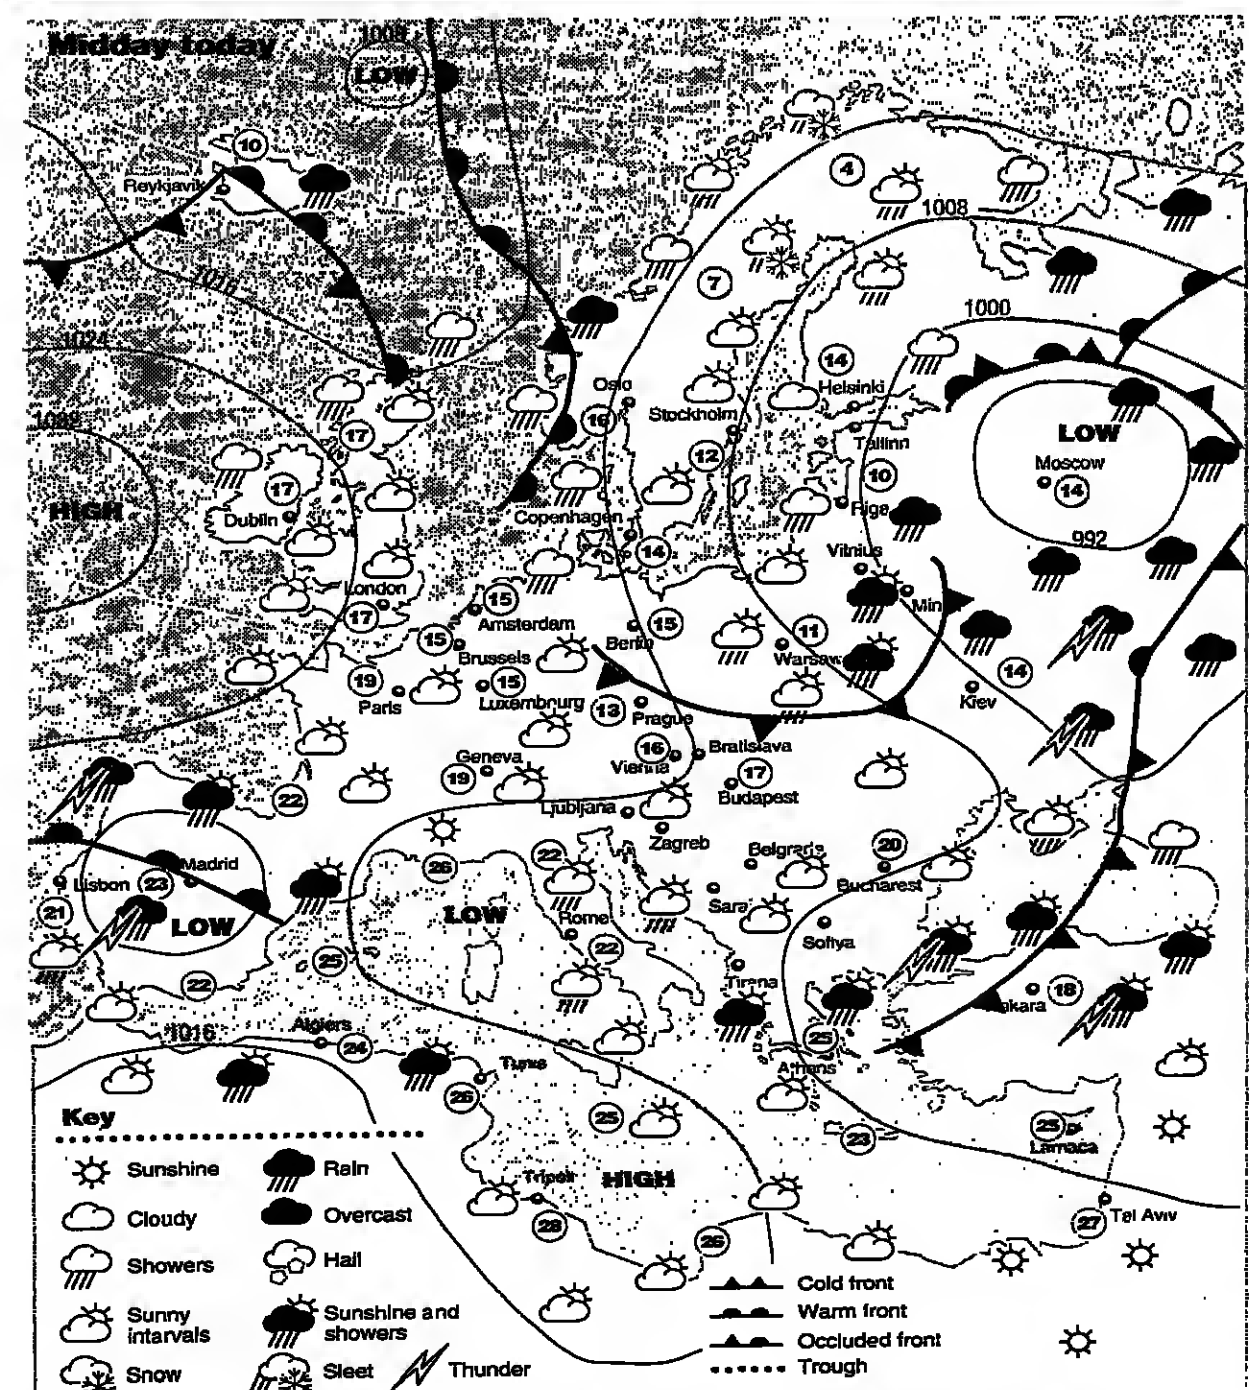 Midday today
1008
LOW
10
Reykjavik
4
1008
1016
7
1000
1024
14
Helsinki
Oslo
Stockholm
16
LOW
17
Tallinn
12
Moscow
10
14
17
HIGH
Dublin
Riga
Copenhagen
992
14
Vilnius
London
15
Amsterdam
17
15
Berlin
15
11
Brussels
Warsaw
14
19
15
Paris
Luxembourg
13
Prague
Kiev
16
Bratislava
Geneva
Vienna
17
19
Budapest
22
Ljubljana
Zagreb
Madrid
26
22
Belgrade
20
Lisbon
23
Bucharest
21
LOW
LOW
Rome
Sara
Sofiya
22
25
Tirana
22
18
1016
Algiers
24
25
Athens
Tunis
26
25
23
25
Larnaca
Tripoli
HIGH
28
26
27
Tel Aviv
Key
Sunshine
Rain
Cloudy
Overcast
Showers
Hail
Sunny
intarvals
Sunshine and
showers
Snow
Sleet
Thunder
Cold front
Warm front
Occluded front
Trough